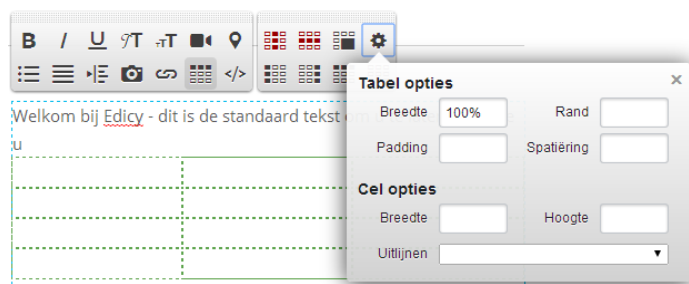 B I U T TT
Tabel opties ×
Breedte 100% Rand
Padding Spatiëring
Cel opties
Breedte Hoogte
Uitlijnen
Welkom bij Edicy - dit is de standaard tekst
u